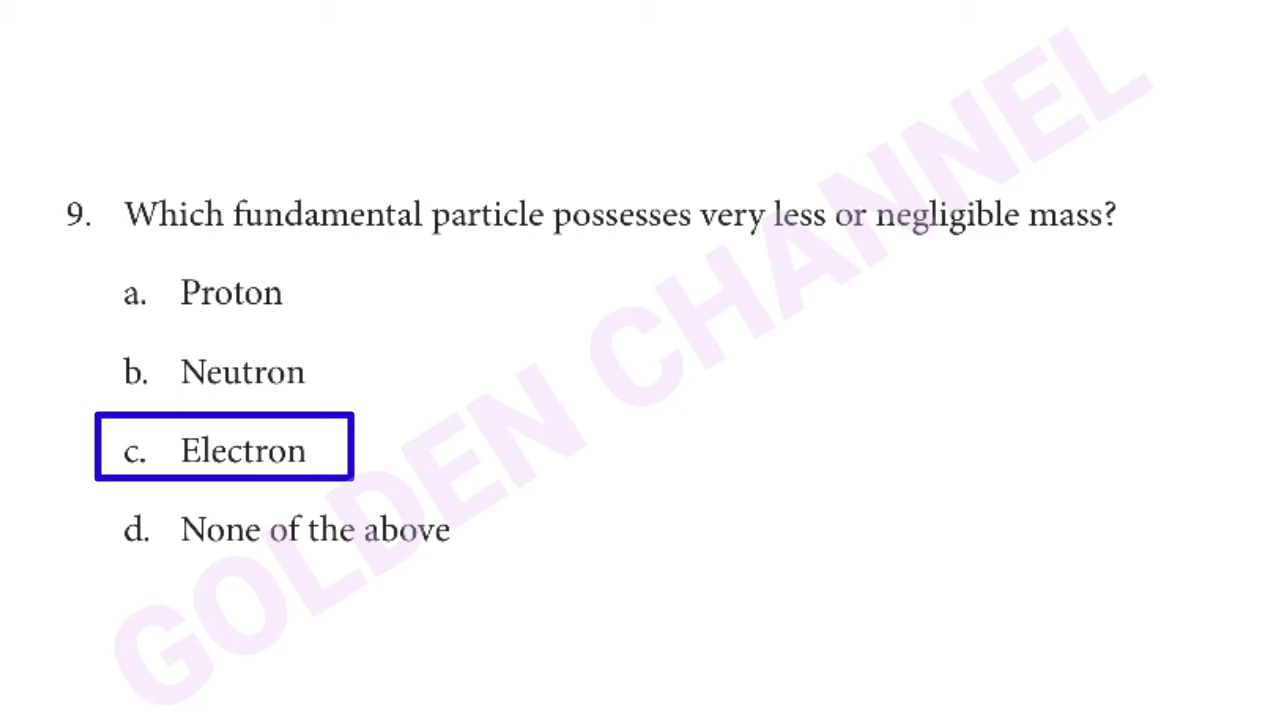 9. Which fundamental particle possesses very less or negligible mass?
a. Proton
b. Neutron
c. Electron
d. None of the above
GOLDEN CHANNEL